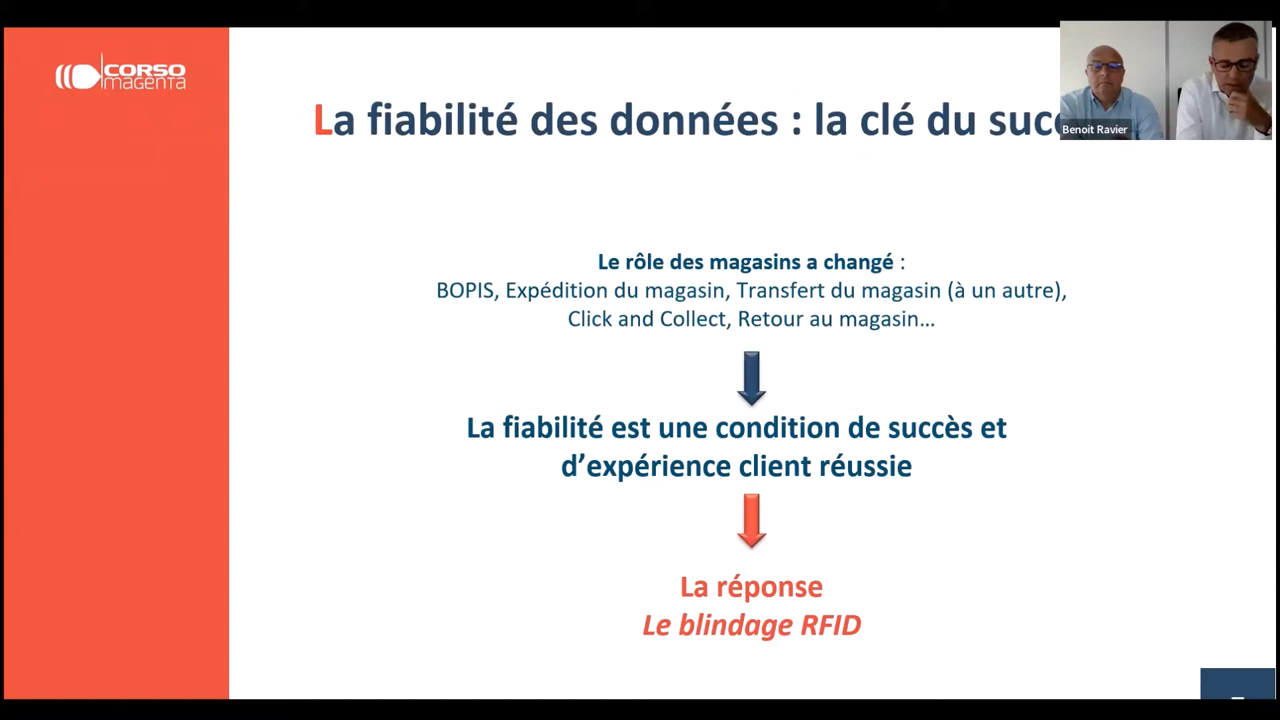 CORSO
magenta
La fiabilité des données : la clé du
Benoit Ravier
Le rôle des magasins a changé :
BOPIS, Expédition du magasin, Transfert du magasin (à un autre),
Click and Collect, Retour au magasin…
La fiabilité est une condition de succès et
d’expérience client réussie
La réponse
Le blindage RFID